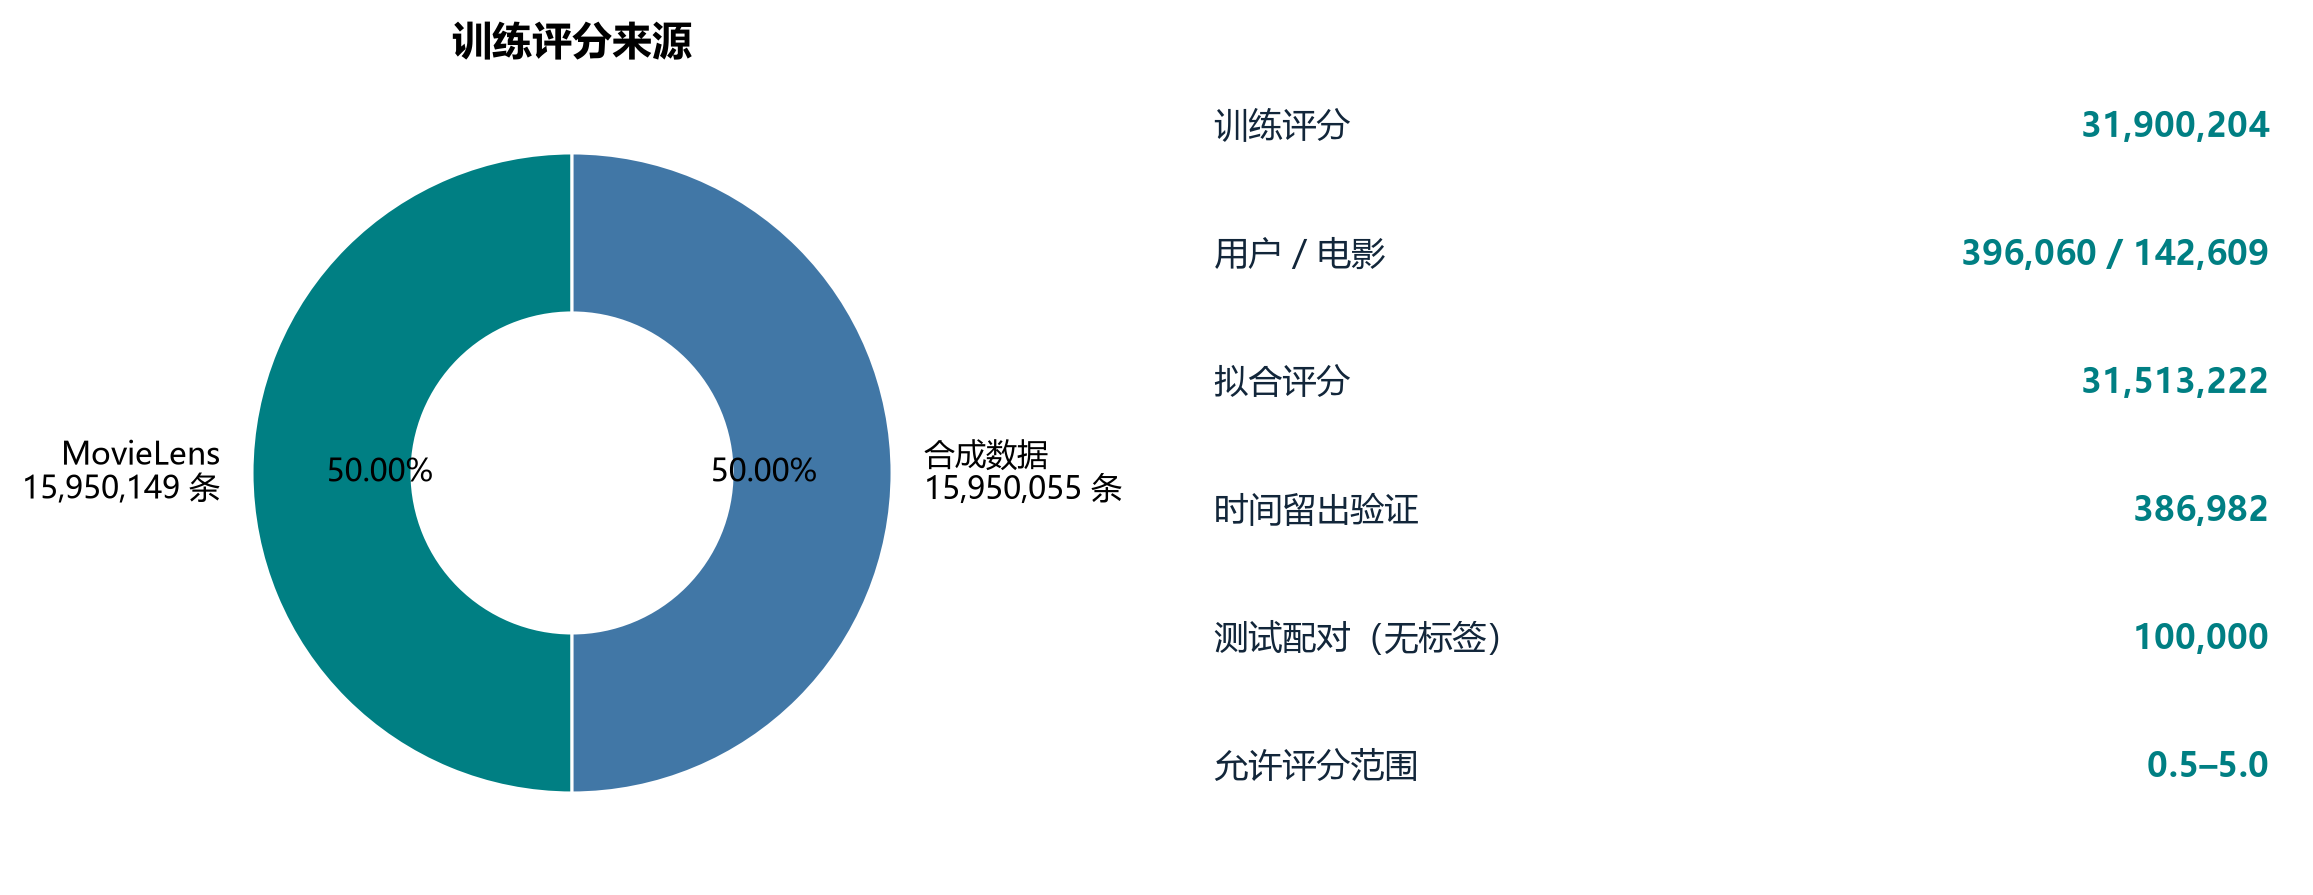 训练评分来源
MovieLens
15,950,149 条
50.00%
50.00%
合成数据
15,950,055 条
训练评分 31,900,204
用户 / 电影 396,060 / 142,609
拟合评分 31,513,222
时间留出验证 386,982
测试配对（无标签） 100,000
允许评分范围 0.5–5.0